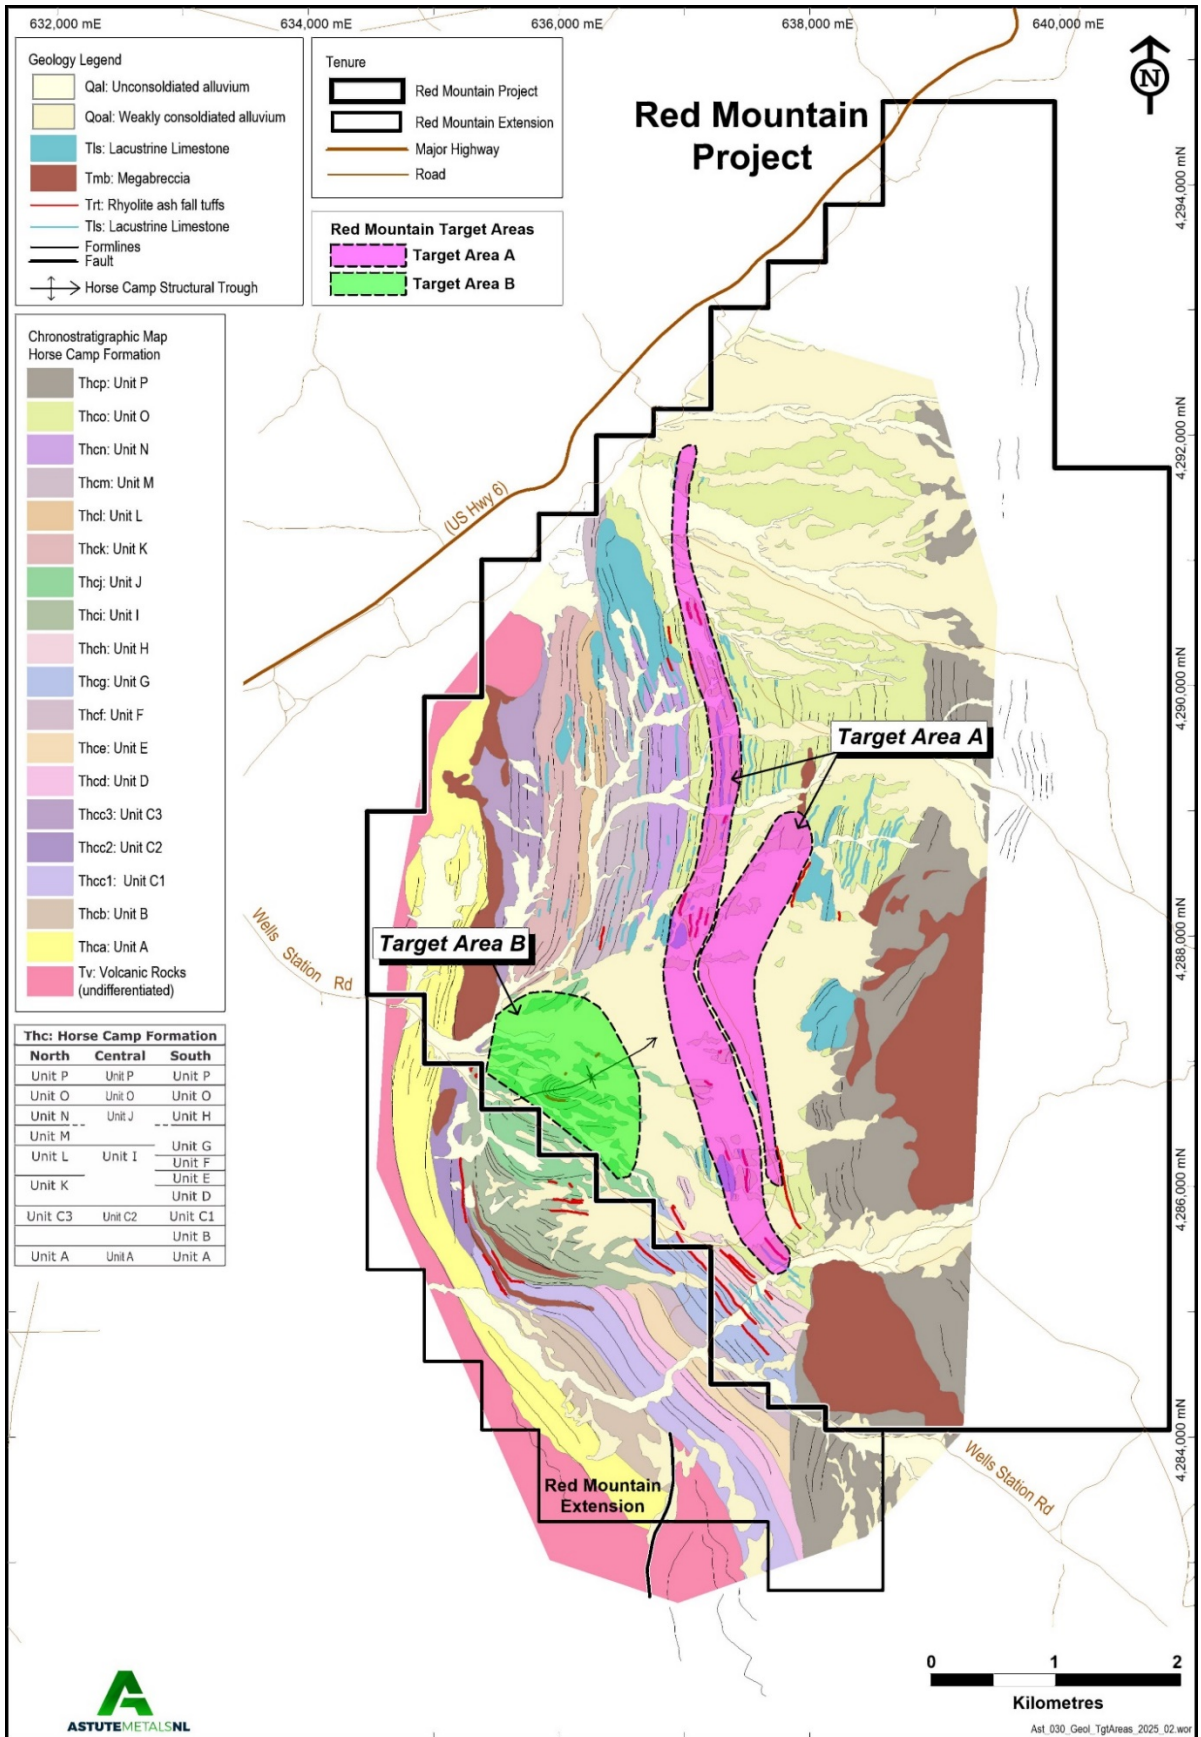 632,000 mE
634,000 mE
636,000 mE
638,000 mE
640,000 mE
Geology Legend
Qal: Unconsoldiated alluvium
Qoal: Weakly consoldiated alluvium
Tls: Lacustrine Limestone
Tmb: Megabreccia
Trt: Rhyolite ash fall tuffs
Tls: Lacustrine Limestone
Formlines
Fault
Horse Camp Structural Trough
Tenure
Red Mountain Project
Red Mountain Extension
Major Highway
Road
Red Mountain Target Areas
Target Area A
Target Area B
Red Mountain
Project
N
4,294,000 mN
4,292,000 mN
4,290,000 mN
4,288,000 mN
4,286,000 mN
4,284,000 mN
Chronostratigraphic Map
Horse Camp Formation
Thcp: Unit P
Thco: Unit O
Thcn: Unit N
Thcm: Unit M
Thcl: Unit L
Thck: Unit K
Thcj: Unit J
Thci: Unit I
Thch: Unit H
Thcg: Unit G
Thcf: Unit F
Thce: Unit E
Thcd: Unit D
Thcc3: Unit C3
Thcc2: Unit C2
Thcc1: Unit C1
Thcb: Unit B
Thca: Unit A
Tv: Volcanic Rocks
(undifferentiated)
(US Hwy 6)
Target Area A
Target Area B
Wells Station Rd
Thc: Horse Camp Formation
North Central South
Unit P Unit P Unit P
Unit O Unit O Unit O
Unit N Unit J Unit H
Unit M
Unit G
Unit L Unit I
Unit F
Unit E
Unit K
Unit D
Unit C3 Unit C2 Unit C1
Unit B
Unit A Unit A Unit A
Red Mountain
Extension
Wells Station Rd
0 1 2
Kilometres
ASTUTEMETALSNL
Ast_030_Geol_TgtAreas_2025_02.wor